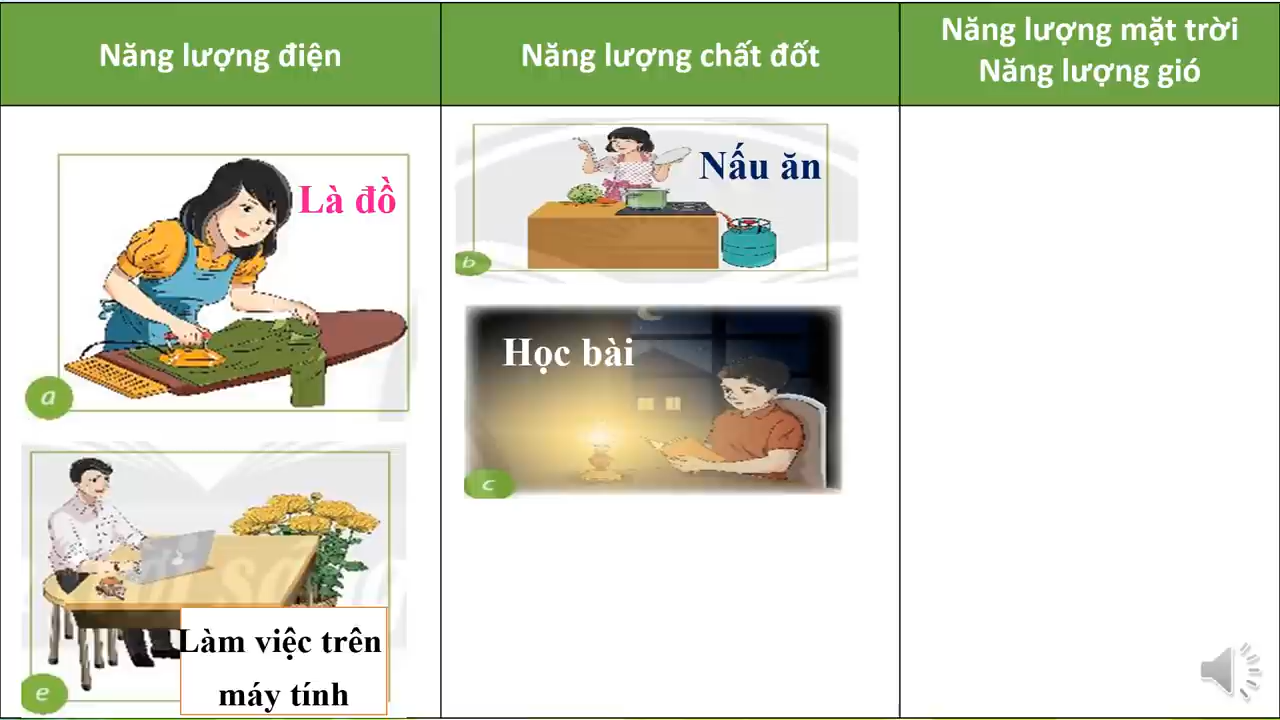 Năng lượng điện
Năng lượng chất đốt
Năng lượng mặt trời
Năng lượng gió
Là đồ
a
Làm việc trên
máy tính
e
Nấu ăn
b
Học bài
c